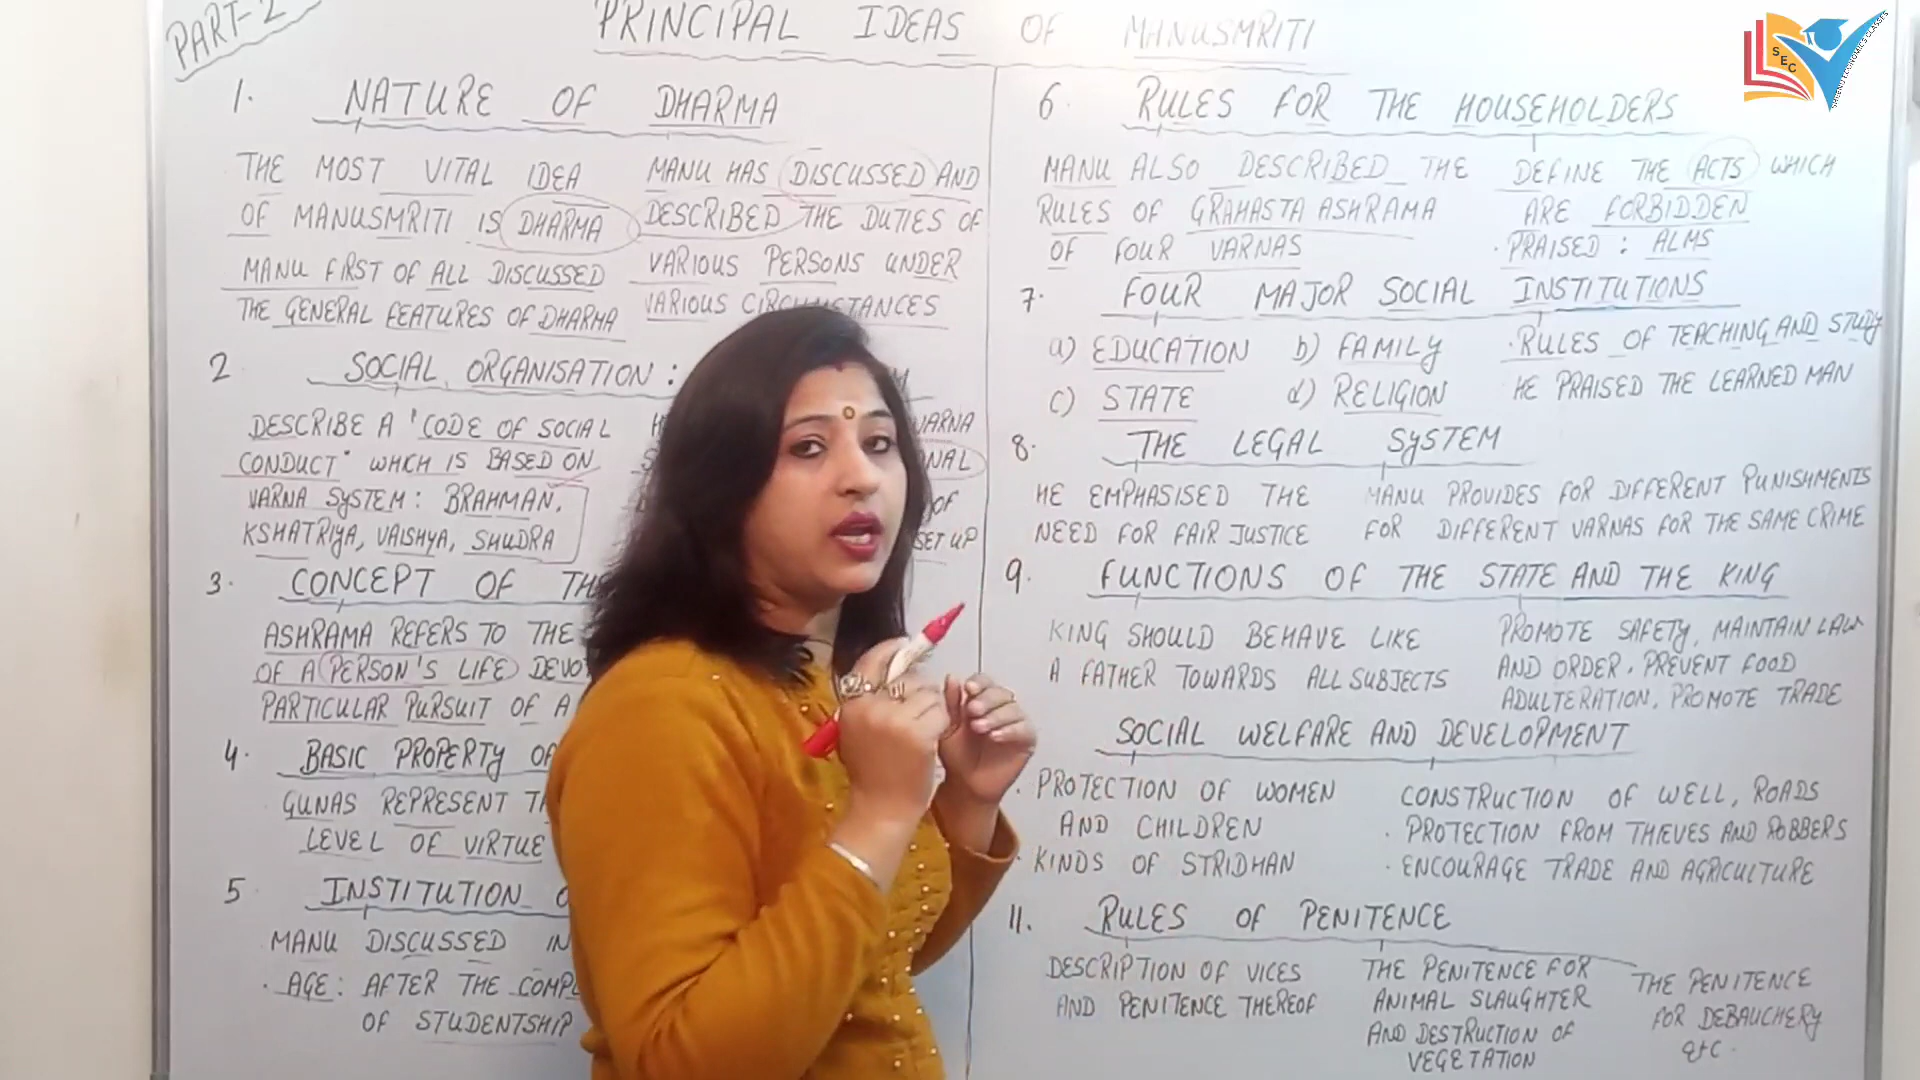 PART-2
PRINCIPAL IDEAS OF MANUSMRITI
1. NATURE OF DHARMA
THE MOST VITAL IDEA
OF MANUSMRITI IS DHARMA
MANU FIRST OF ALL DISCUSSED
THE GENERAL FEATURES OF DHARMA
MANU HAS DISCUSSED AND
DESCRIBED THE DUTIES OF
VARIOUS PERSONS UNDER
VARIOUS CIRCUMSTANCES
2 SOCIAL ORGANISATION :
DESCRIBE A 'CODE OF SOCIAL
CONDUCT' WHICH IS BASED ON
VARNA SYSTEM : BRAHMAN,
KSHATRIYA, VAISHYA, SHUDRA
VARNA
OF
SET UP
3. CONCEPT OF
ASHRAMA REFERS TO THE
OF A PERSON'S LIFE
PARTICULAR PURSUIT OF A
4. BASIC PROPERTY
GUNAS REPRESENT
LEVEL OF VIRTUE
5 INSTITUTION
MANU DISCUSSED IN
· AGE : AFTER THE
OF STUDENTSHIP
6. RULES FOR THE HOUSEHOLDERS
MANU ALSO DESCRIBED THE
RULES OF GRAHASTA ASHRAMA
OF FOUR VARNAS
DEFINE THE ACTS WHICH
ARE FORBIDDEN
· PRAISED : ALMS
7. FOUR MAJOR SOCIAL INSTITUTIONS
a) EDUCATION b) FAMILY
c) STATE d) RELIGION
· RULES OF TEACHING AND STUDY
HE PRAISED THE LEARNED MAN
8. THE LEGAL SYSTEM
HE EMPHASISED THE
NEED FOR FAIR JUSTICE
MANU PROVIDES FOR DIFFERENT PUNISHMENTS
FOR DIFFERENT VARNAS FOR THE SAME CRIME
9. FUNCTIONS OF THE STATE AND THE KING
KING SHOULD BEHAVE LIKE
A FATHER TOWARDS ALL SUBJECTS
PROMOTE SAFETY, MAINTAIN LAW
AND ORDER, PREVENT FOOD
ADULTERATION, PROMOTE TRADE
SOCIAL WELFARE AND DEVELOPMENT
· PROTECTION OF WOMEN
AND CHILDREN
· KINDS OF STRIDHAN
CONSTRUCTION OF WELL, ROADS
· PROTECTION FROM THIEVES AND ROBBERS
· ENCOURAGE TRADE AND AGRICULTURE
11. RULES OF PENITENCE
DESCRIPTION OF VICES
AND PENITENCE THEREOF
THE PENITENCE FOR
ANIMAL SLAUGHTER
AND DESTRUCTION OF
VEGETATION
THE PENITENCE
FOR DEBAUCHERY
etc.
SEC